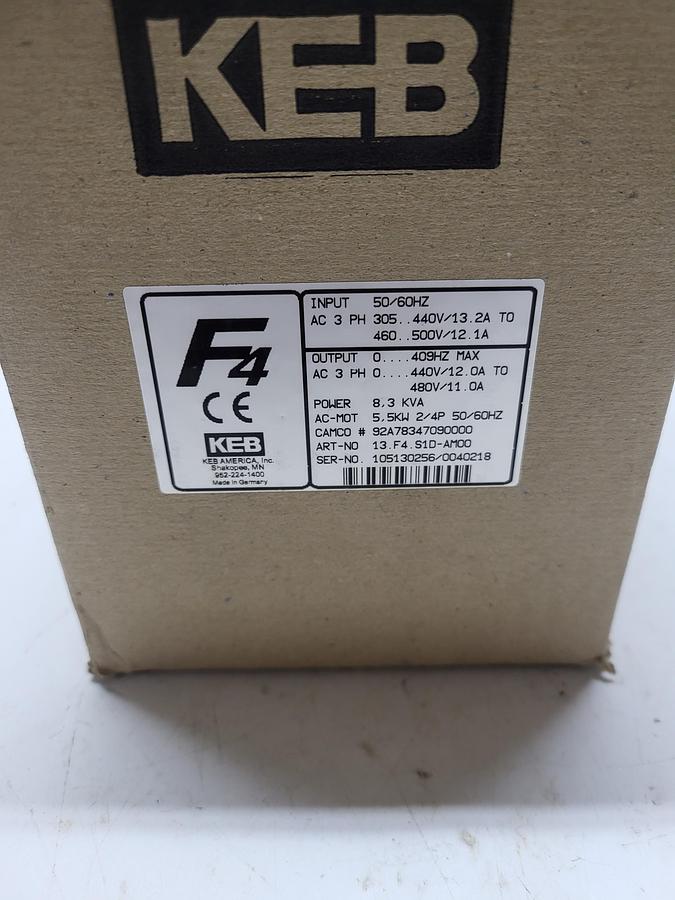 KEB
F4
CE
KEB
KEB AMERICA, Inc.
Shakopee, MN
952-224-1400
Made in Germany
INPUT 50/60HZ
AC 3 PH 305..440V/13.2A TO
460..500V/12.1A
OUTPUT 0....409HZ MAX
AC 3 PH 0....440V/12.0A TO
480V/11.0A
POWER 8,3 KVA
AC-MOT 5,5KW 2/4P 50/60HZ
CAMCO # 92A78347090000
ART-NO 13.F4.S1D-AM00
SER-NO. 105130256/0040218